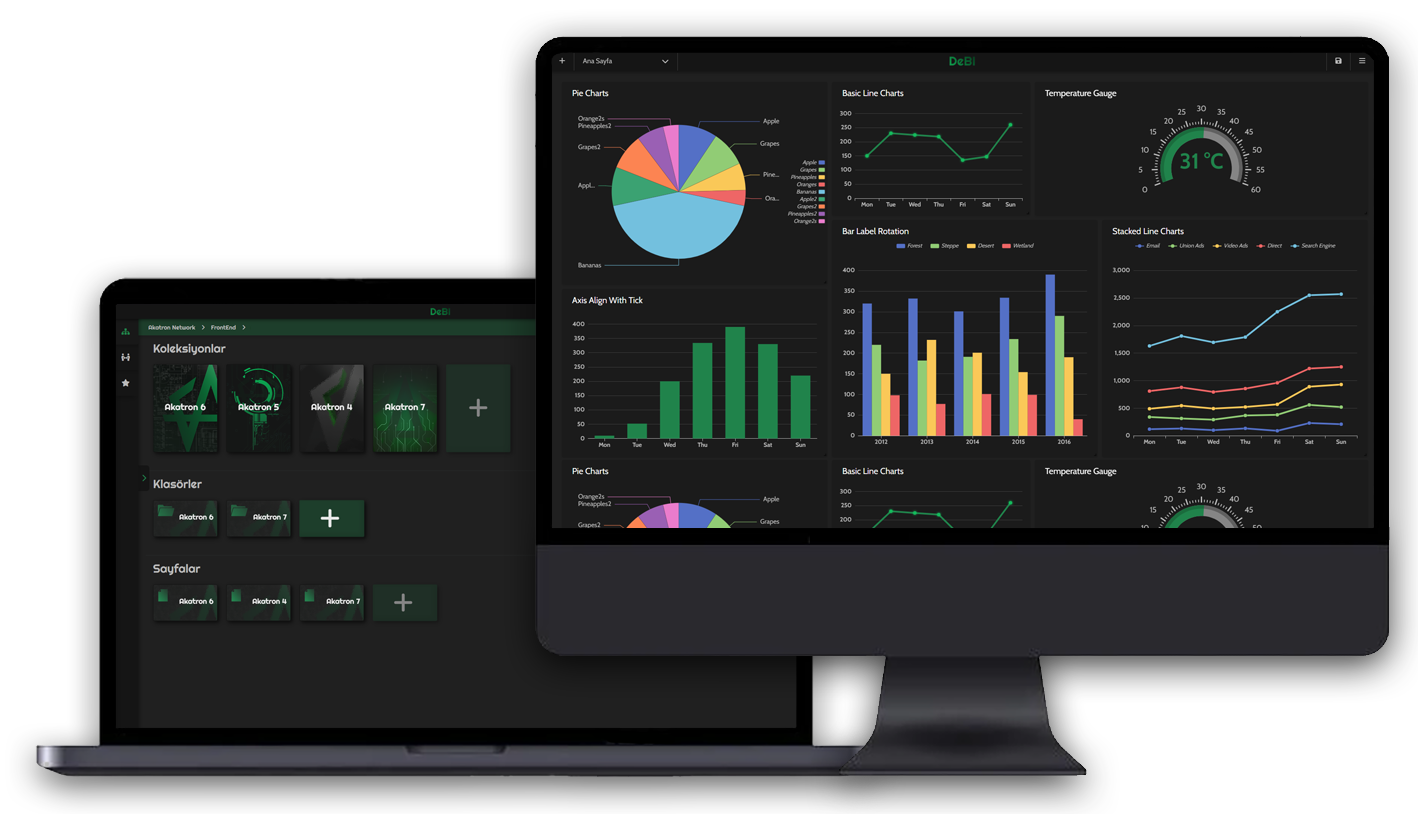 DeBi
Akatron Network > FrontEnd >
Koleksiyonlar
Akatron 6
Akatron 5
Akatron 4
Akatron 7
+
Klasörler
Akatron 6
Akatron 7
+
Sayfalar
Akatron 6
Akatron 4
Akatron 7
+
+ Ana Sayfa
DeBi
Pie Charts
Orange2s
Pineapples2
Grapes2
Appl...
Bananas
Apple
Grapes
Pine...
Ora...
Apple
Grapes
Pineapples
Oranges
Bananas
Apple2
Grapes2
Pineapples2
Orange2s
Basic Line Charts
300
250
200
150
100
50
0
Mon Tue Wed Thu Fri Sat Sun
Temperature Gauge
0 5 10 15 20 25 30 35 40 45 50 55 60
31 °C
Axis Align With Tick
400
350
300
250
200
150
100
50
0
Mon Tue Wed Thu Fri Sat Sun
Bar Label Rotation
Forest Steppe Desert Wetland
400
350
300
250
200
150
100
50
0
2012 2013 2014 2015 2016
Stacked Line Charts
Email Union Ads Video Ads Direct Search Engine
3,000
2,500
2,000
1,500
1,000
500
0
Mon Tue Wed Thu Fri Sat Sun
Pie Charts
Orange2s
Pineapples2
Grapes2
Apple
Grapes
Basic Line Charts
300
250
200
Temperature Gauge
15 20 25 30 35 40 45